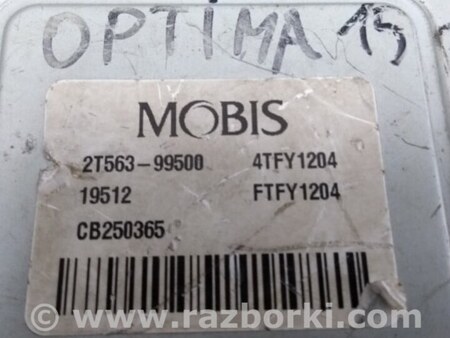 OPTIMA 15
MOBIS
2T563-99500 4TFY1204
19512 FTFY1204
CB250365
www.razborki.com